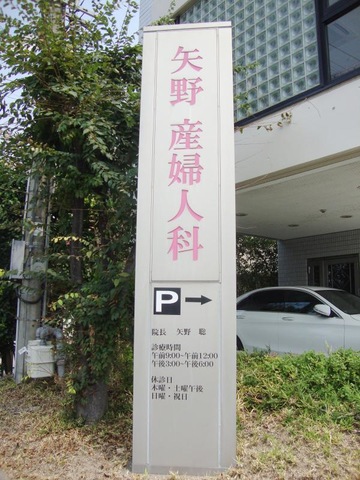 矢野 産婦人科
P→
院長 矢野 聡
診療時間
午前9:00~午前12:00
午後3:00~午後6:00
休診日
木曜・土曜午後
日曜・祝日